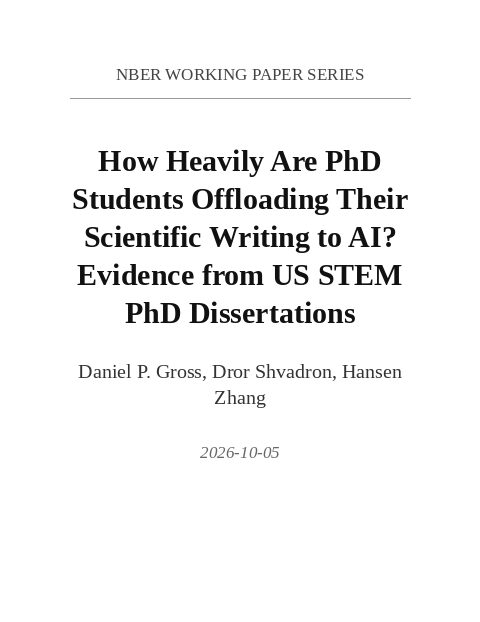 NBER WORKING PAPER SERIES
How Heavily Are PhD
Students Offloading Their
Scientific Writing to AI?
Evidence from US STEM
PhD Dissertations
Daniel P. Gross, Dror Shvadron, Hansen
Zhang
2026-10-05